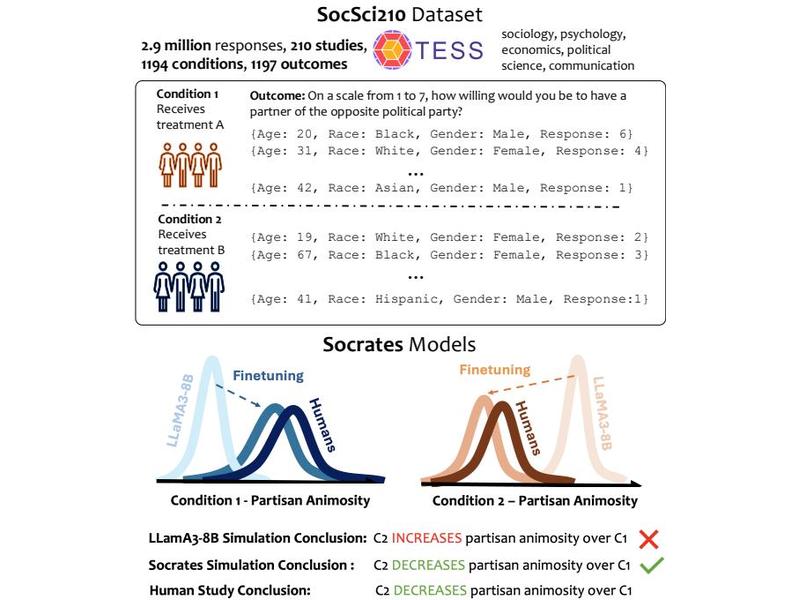 SocSci210 Dataset
2.9 million responses, 210 studies,
1194 conditions, 1197 outcomes
TESS
sociology, psychology,
economics, political
science, communication
Condition 1
Receives
treatment A
Outcome: On a scale from 1 to 7, how willing would you be to have a
partner of the opposite political party?
{Age: 20, Race: Black, Gender: Male, Response: 6}
{Age: 31, Race: White, Gender: Female, Response: 4}
...
{Age: 42, Race: Asian, Gender: Male, Response: 1}
Condition 2
Receives
treatment B
{Age: 19, Race: White, Gender: Female, Response: 2}
{Age: 67, Race: Black, Gender: Female, Response: 3}
...
{Age: 41, Race: Hispanic, Gender: Male, Response:1}
Socrates Models
LLaMA3-8B
Finetuning
Humans
Finetuning
Humans
LLaMA3-8B
Condition 1 - Partisan Animosity
Condition 2 – Partisan Animosity
LLamA3-8B Simulation Conclusion: C2 INCREASES partisan animosity over C1
Socrates Simulation Conclusion : C2 DECREASES partisan animosity over C1
Human Study Conclusion: C2 DECREASES partisan animosity over C1